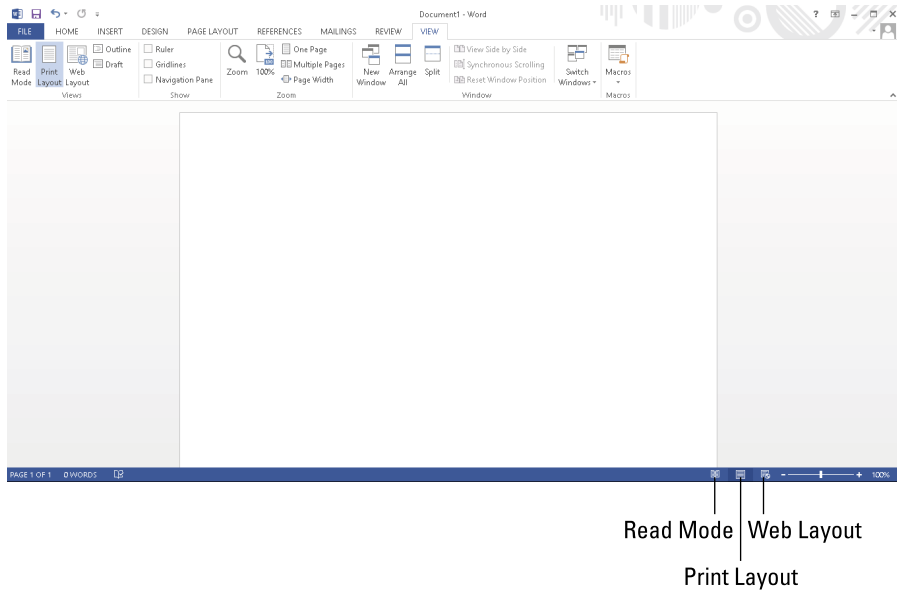 Document1 - Word
FILE HOME INSERT DESIGN PAGE LAYOUT REFERENCES MAILINGS REVIEW VIEW
Read Mode
Print Layout
Web Layout
Outline
Draft
Views
Ruler
Gridlines
Navigation Pane
Show
Zoom
100%
One Page
Multiple Pages
Page Width
Zoom
New Window
Arrange All
Split
View Side by Side
Synchronous Scrolling
Reset Window Position
Window
Switch Windows
Macros
Macros
PAGE 1 OF 1 0 WORDS 100%
Read Mode Web Layout
Print Layout